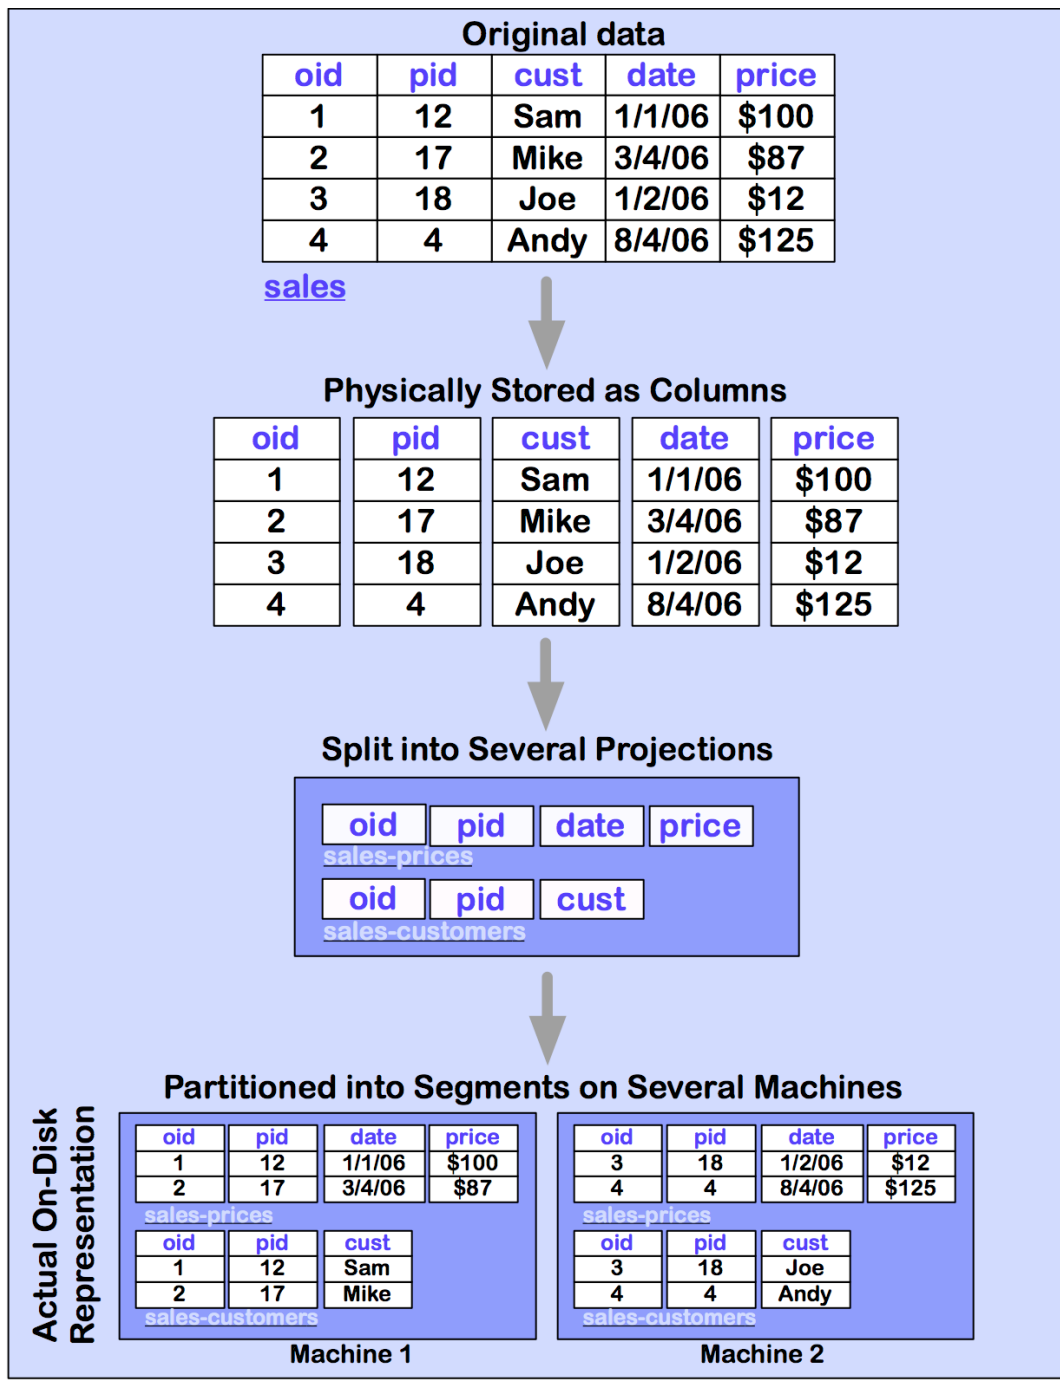 Original data
oid pid cust date price
1 12 Sam 1/1/06 $100
2 17 Mike 3/4/06 $87
3 18 Joe 1/2/06 $12
4 4 Andy 8/4/06 $125
sales
Physically Stored as Columns
oid pid cust date price
1 12 Sam 1/1/06 $100
2 17 Mike 3/4/06 $87
3 18 Joe 1/2/06 $12
4 4 Andy 8/4/06 $125
Split into Several Projections
oid pid date price
sales-prices
oid pid cust
sales-customers
Partitioned into Segments on Several Machines
Actual On-Disk
Representation
oid pid date price
1 12 1/1/06 $100
2 17 3/4/06 $87
sales-prices
oid pid cust
1 12 Sam
2 17 Mike
sales-customers
Machine 1
oid pid date price
3 18 1/2/06 $12
4 4 8/4/06 $125
sales-prices
oid pid cust
3 18 Joe
4 4 Andy
sales-customers
Machine 2